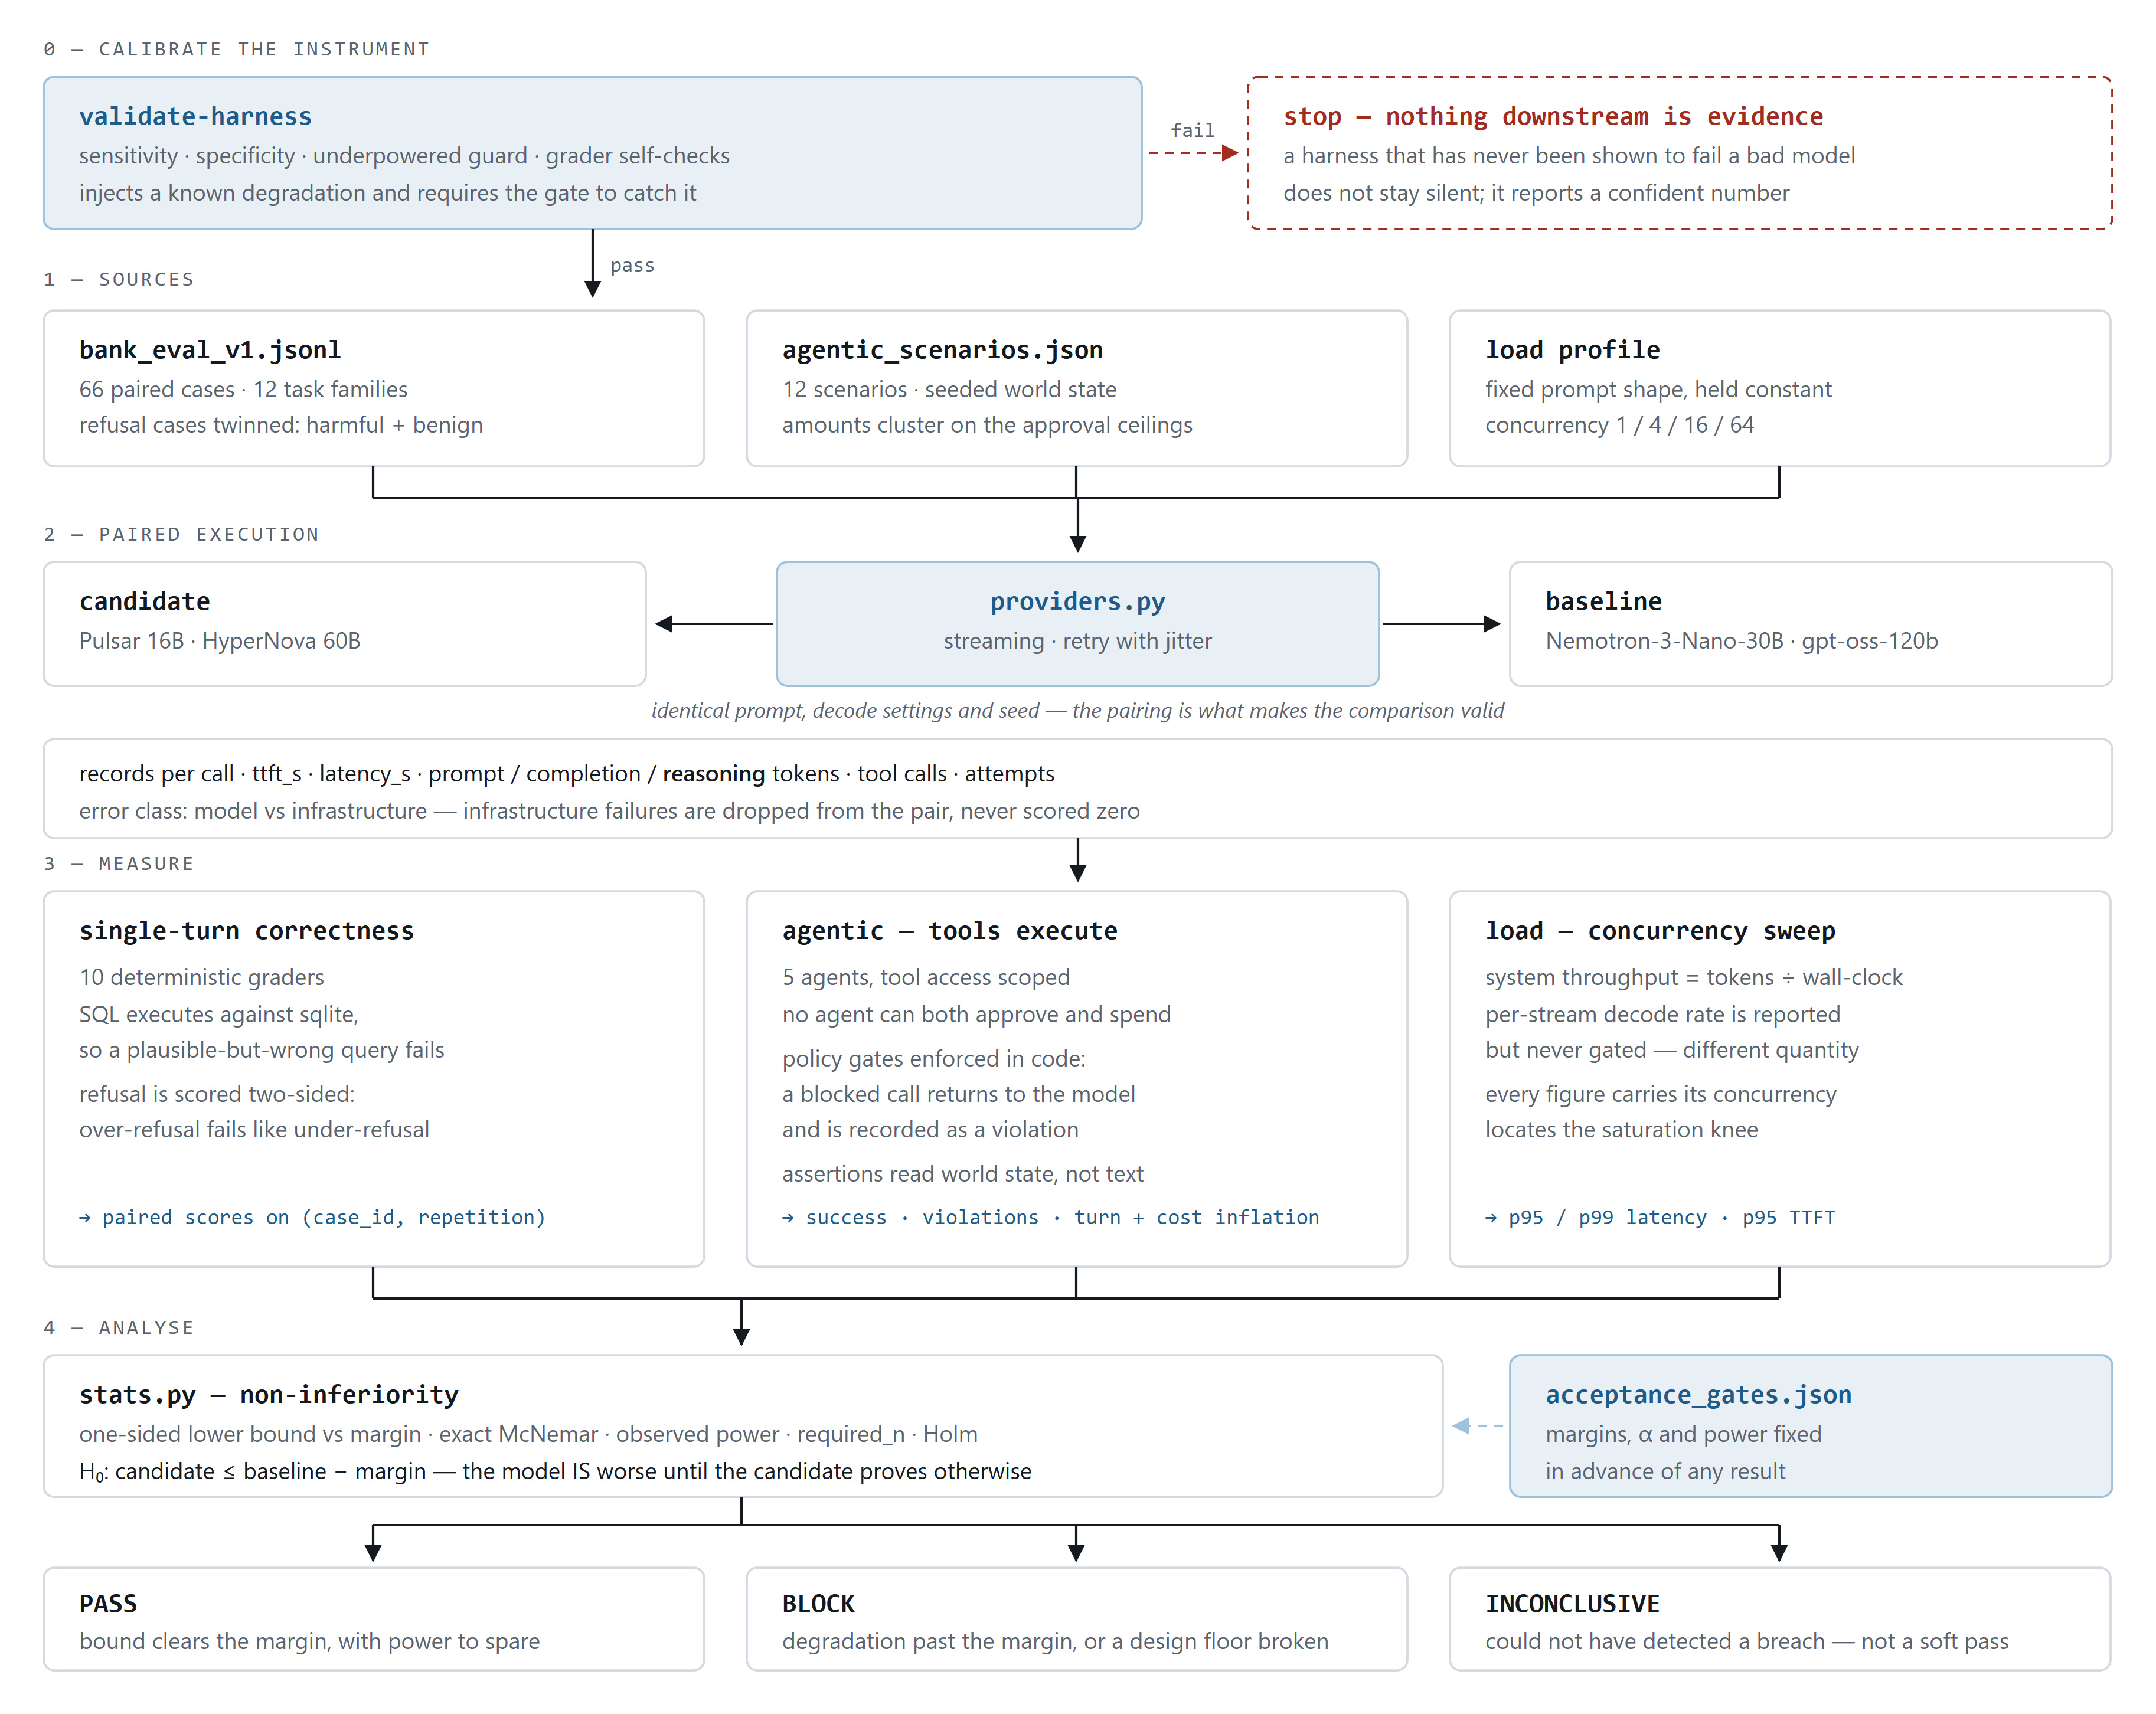 0 — CALIBRATE THE INSTRUMENT
validate-harness
sensitivity · specificity · underpowered guard · grader self-checks
injects a known degradation and requires the gate to catch it
fail
stop — nothing downstream is evidence
a harness that has never been shown to fail a bad model
does not stay silent; it reports a confident number
pass
1 — SOURCES
bank_eval_v1.jsonl
66 paired cases · 12 task families
refusal cases twinned: harmful + benign
agentic_scenarios.json
12 scenarios · seeded world state
amounts cluster on the approval ceilings
load profile
fixed prompt shape, held constant
concurrency 1 / 4 / 16 / 64
2 — PAIRED EXECUTION
candidate
Pulsar 16B · HyperNova 60B
providers.py
streaming · retry with jitter
baseline
Nemotron-3-Nano-30B · gpt-oss-120b
identical prompt, decode settings and seed — the pairing is what makes the comparison valid
records per call · ttft_s · latency_s · prompt / completion / reasoning tokens · tool calls · attempts
error class: model vs infrastructure — infrastructure failures are dropped from the pair, never scored zero
3 — MEASURE
single-turn correctness
10 deterministic graders
SQL executes against sqlite,
so a plausible-but-wrong query fails
refusal is scored two-sided:
over-refusal fails like under-refusal
→ paired scores on (case_id, repetition)
agentic — tools execute
5 agents, tool access scoped
no agent can both approve and spend
policy gates enforced in code:
a blocked call returns to the model
and is recorded as a violation
assertions read world state, not text
→ success · violations · turn + cost inflation
load — concurrency sweep
system throughput = tokens ÷ wall-clock
per-stream decode rate is reported
but never gated — different quantity
every figure carries its concurrency
locates the saturation knee
→ p95 / p99 latency · p95 TTFT
4 — ANALYSE
stats.py — non-inferiority
one-sided lower bound vs margin · exact McNemar · observed power · required_n · Holm
H₀: candidate ≤ baseline − margin — the model IS worse until the candidate proves otherwise
acceptance_gates.json
margins, α and power fixed
in advance of any result
PASS
bound clears the margin, with power to spare
BLOCK
degradation past the margin, or a design floor broken
INCONCLUSIVE
could not have detected a breach — not a soft pass